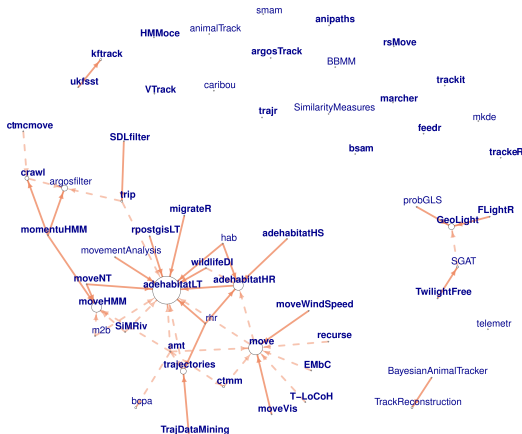 smam
anipaths
HMMoce
animalTrack
rsMove
argosTrack
kftrack
BBMM
ukfsst
VTrack
caribou
trackit
marcher
trajr
SimilarityMeasures
mkde
ctmcmove
feedr
SDLfilter
bsam
trackeR
crawl
argosfilter
trip
probGLS
migrateR
FLightR
GeoLight
momentuHMM
rpostgisLT
hab
adehabitatHS
movementAnalysis
wildlifeDI
SGAT
moveNT
adehabitatLT
adehabitatHR
TwilightFree
moveHMM
moveWindSpeed
rhr
SiMRiv
m2b
telemetr
move
recurse
amt
trajectories
EMbC
BayesianAnimalTracker
ctmm
T−LoCoH
bcpa
moveVis
TrackReconstruction
TrajDataMining